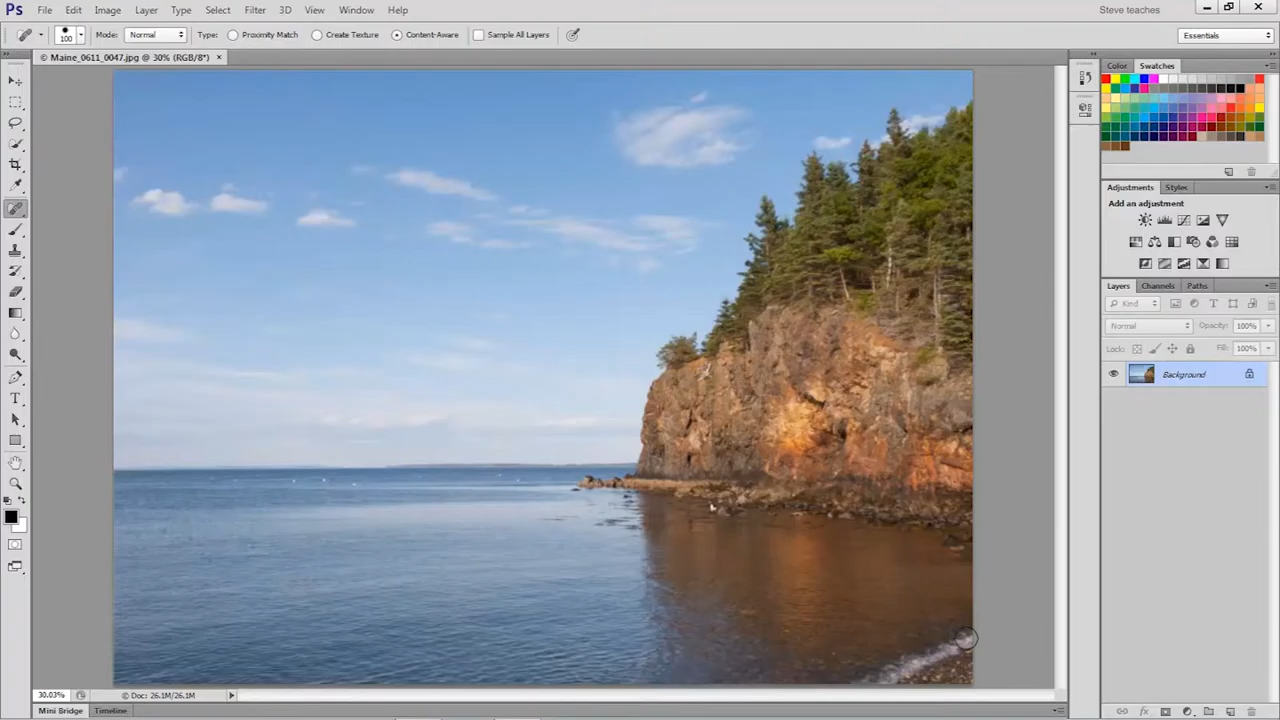 Ps File Edit Image Layer Type Select Filter 3D View Window Help Steve teaches
100 Mode: Normal Type: Proximity Match Create Texture Content-Aware Sample All Layers Essentials
© Maine_0611_0047.jpg @ 30% (RGB/8*) ×
Color Swatches
Adjustments Styles
Add an adjustment
Layers Channels Paths
Kind
Normal Opacity: 100%
Lock: Fill: 100%
Background
30.03% © Doc: 26.1M/26.1M
Mini Bridge Timeline